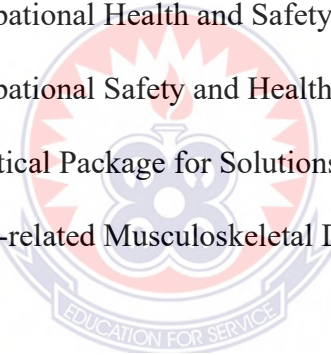 pational Health and Safety
pational Safety and Health
tical Package for Solutions
-related Musculoskeletal D
EDUCATION FOR SERVICE